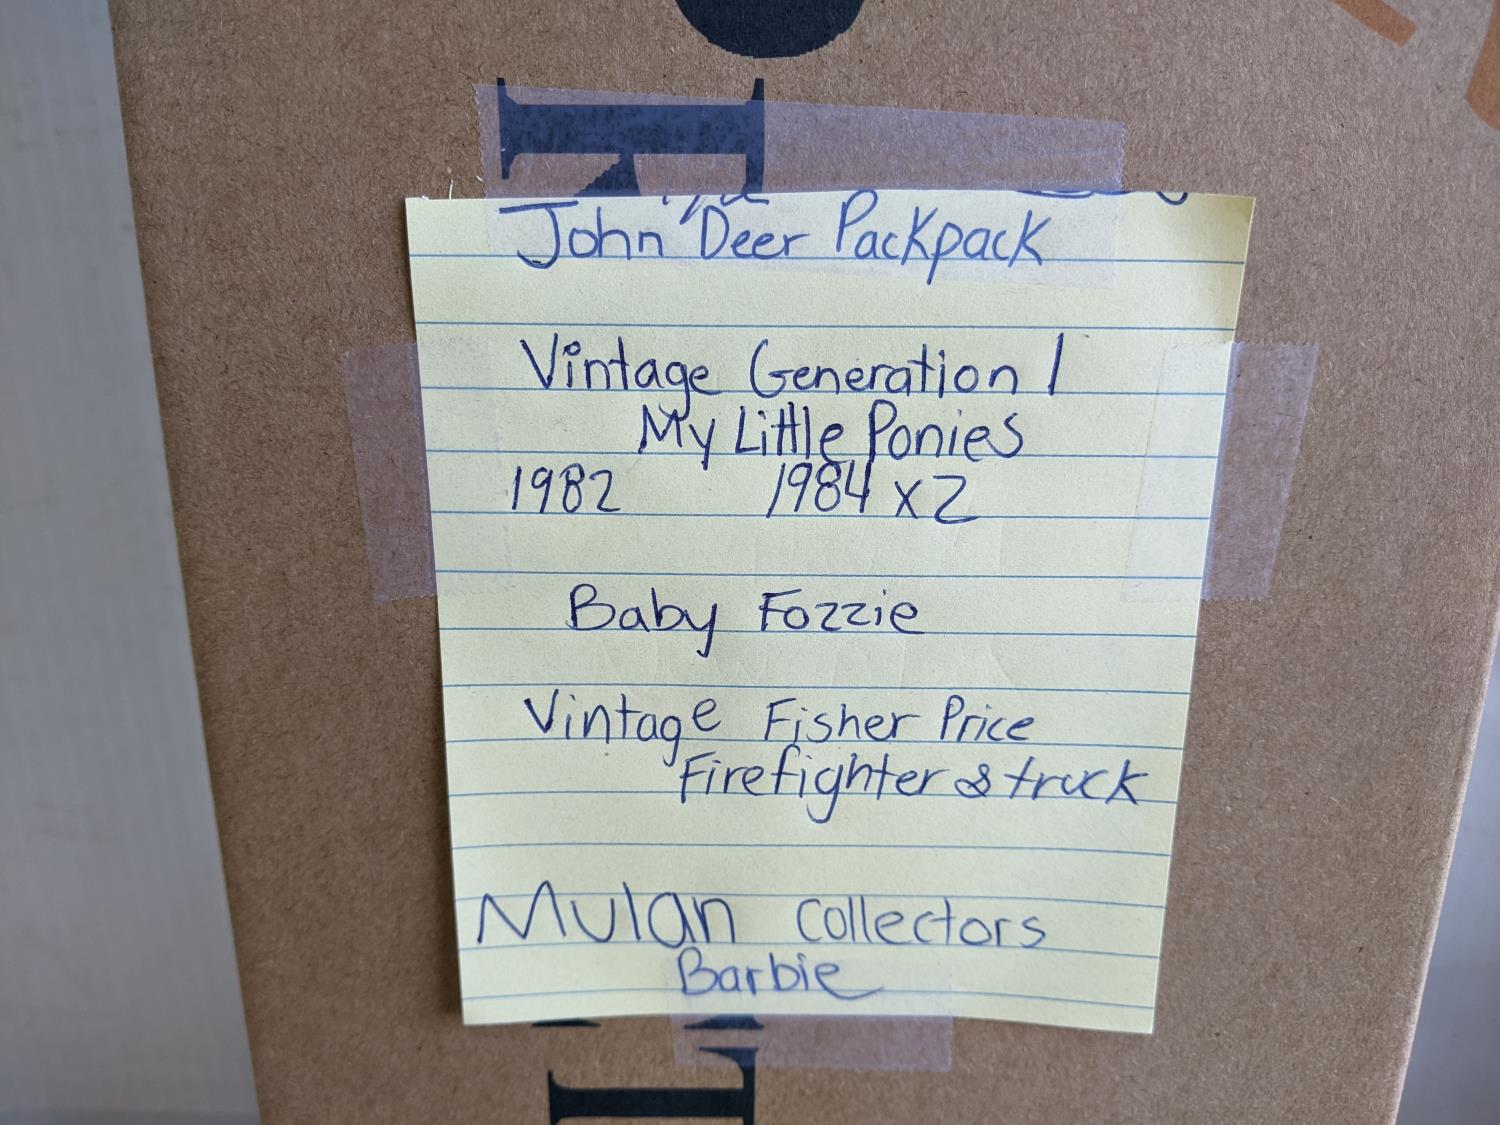 John Deer Packpack
Vintage Generation 1
My Little Ponies
1982 1984 x 2
Baby Fozzie
Vintage Fisher Price
Firefighter & truck
Mulan Collectors
Barbie